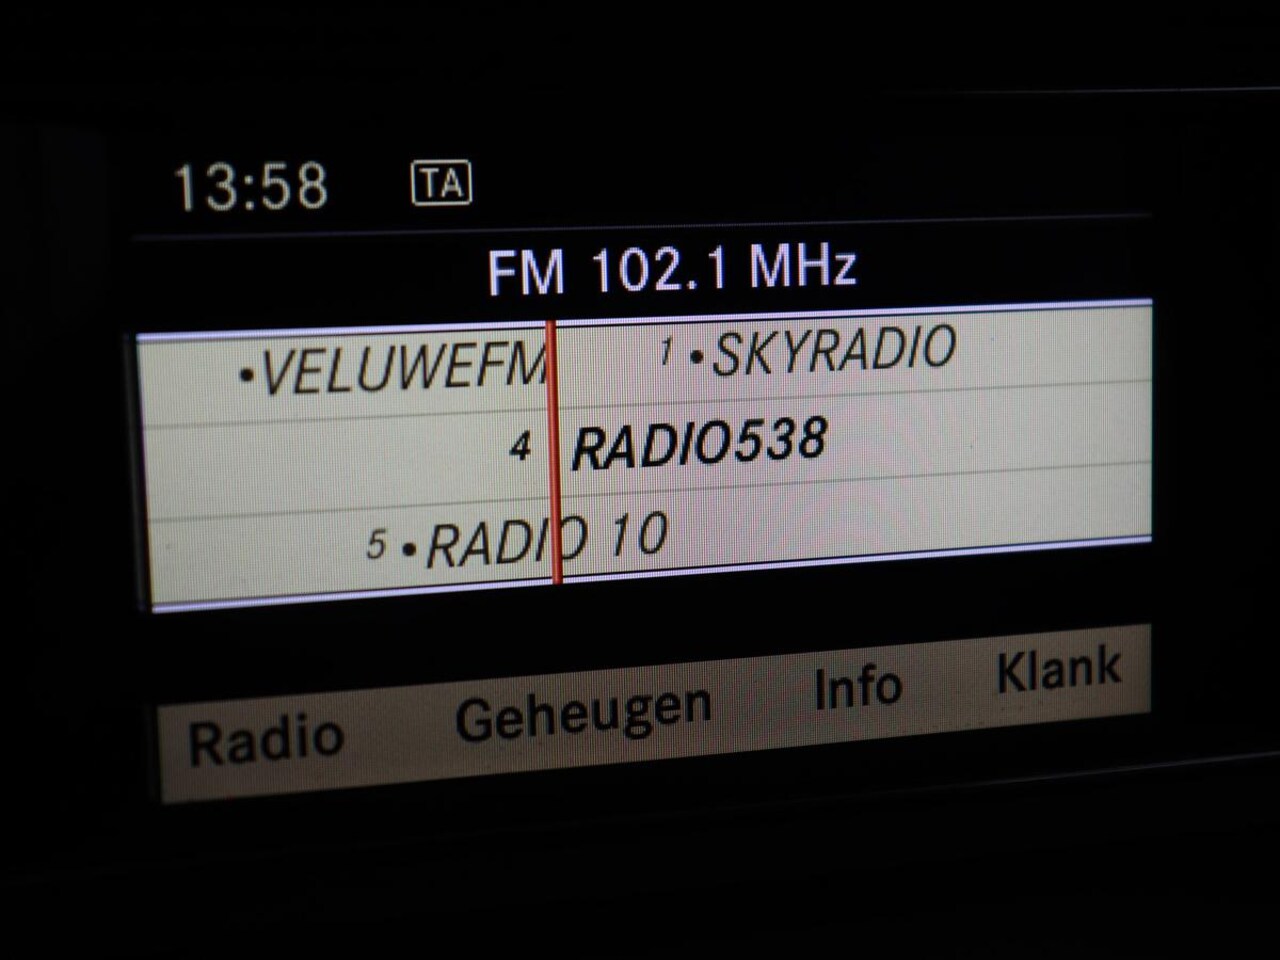 13:58 TA
FM 102.1 MHz
•VELUWEFM 1 •SKYRADIO
4 RADIO538
5 •RADIO 10
Radio Geheugen Info Klank